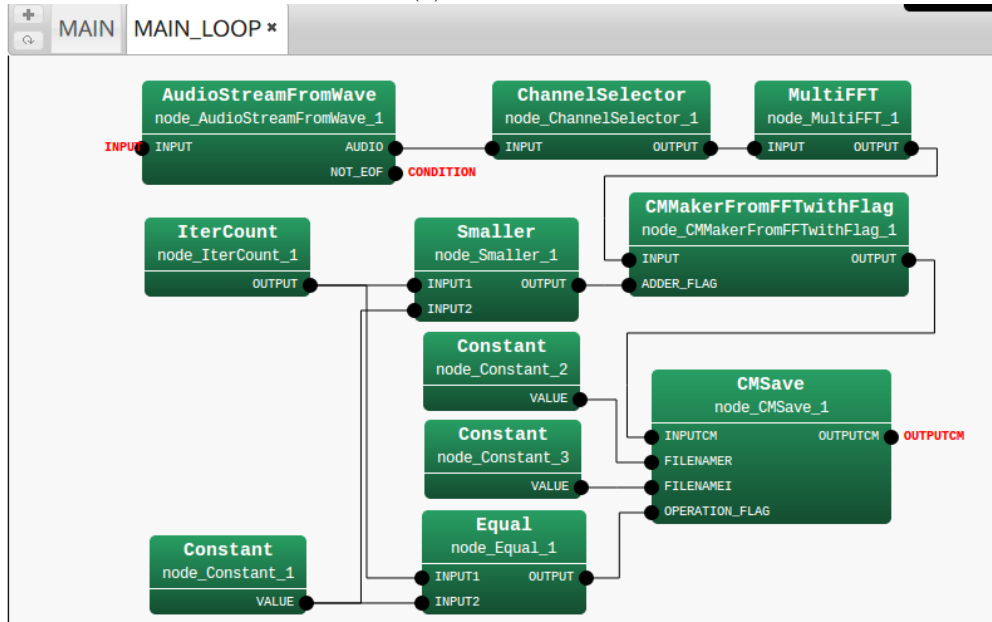 MAIN MAIN_LOOP ×
AudioStreamFromWave
node_AudioStreamFromWave_1
INPUT INPUT AUDIO
NOT_EOF CONDITION
ChannelSelector
node_ChannelSelector_1
INPUT OUTPUT
MultiFFT
node_MultiFFT_1
INPUT OUTPUT
IterCount
node_IterCount_1
OUTPUT
Smaller
node_Smaller_1
INPUT1 OUTPUT
INPUT2
CMMakerFromFFTwithFlag
node_CMMakerFromFFTwithFlag_1
INPUT OUTPUT
ADDER_FLAG
Constant
node_Constant_2
VALUE
Constant
node_Constant_3
VALUE
CMSave
node_CMSave_1
INPUTCM OUTPUTCM OUTPUTCM
FILENAMER
FILENAMEI
OPERATION_FLAG
Equal
node_Equal_1
INPUT1 OUTPUT
INPUT2
Constant
node_Constant_1
VALUE